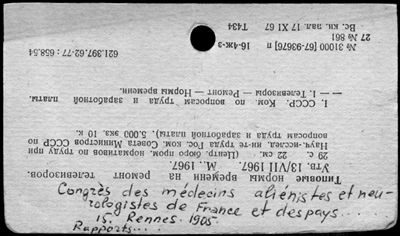 Congrès des médecins aliénistes et neu-
rologistes de France et des pays....
15. Rennes. 1905.
Rapports....
Типовые нормы времени на ремонт телевизоров.
Утв. 13/VII 1967. М., 1967.
29 с. 22 см. (Центр. бюро пром. нормативов по труду при
Науч.-исслед. ин-те труда Гос. ком. Совета Министров СССР по
вопросам труда и заработной платы). 5.000 экз. 10 к.
I. СССР. Ком. по вопросам труда и заработной платы.
— — 1. Телевизоры — Ремонт — Нормы времени.
621.397.62:77-62 658.54
№ 31000 [67-93676] п 16-4ж-3
27 № 861
Вс. кн. пал. 17 XI 67 Т434